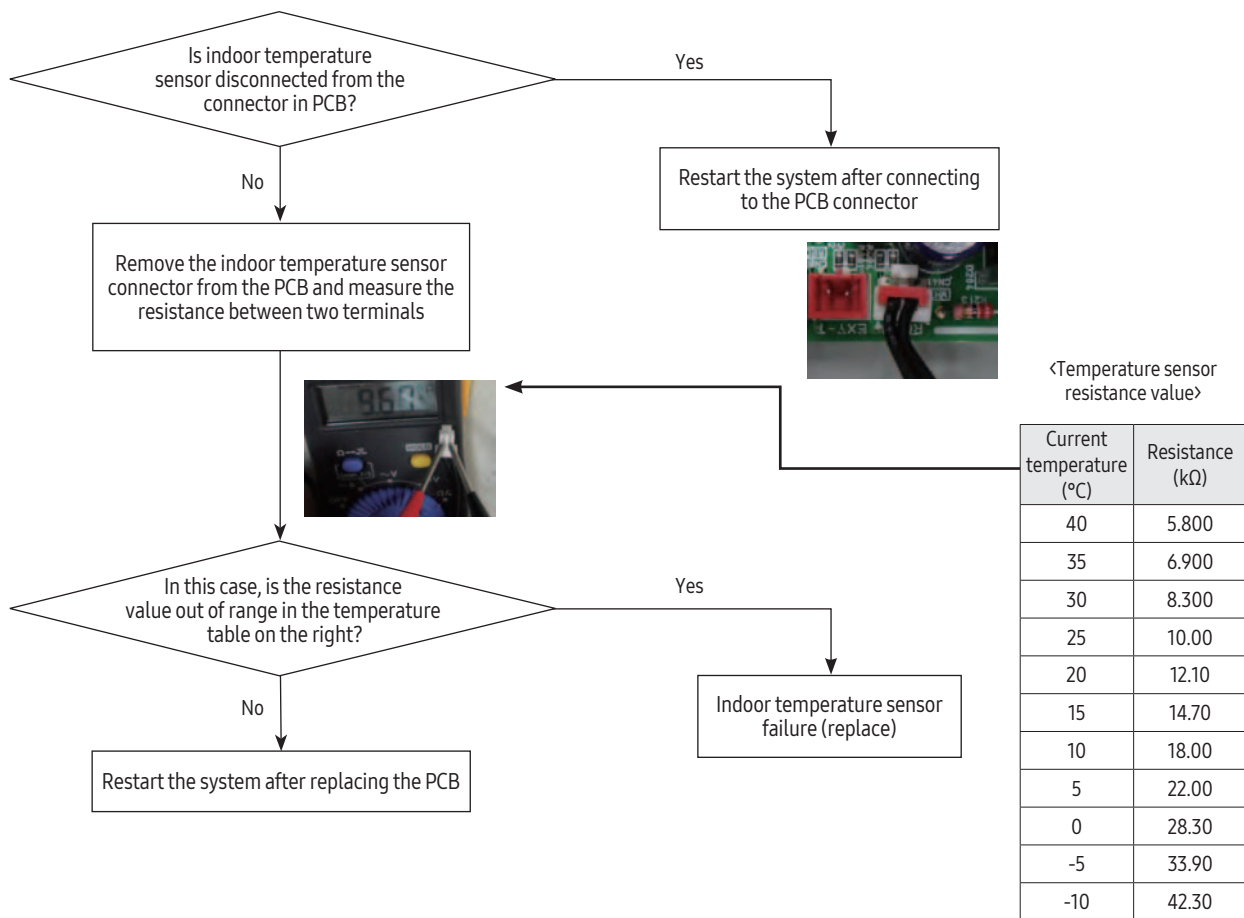 Is indoor temperature
sensor disconnected from the
connector in PCB?
Yes
No
Restart the system after connecting
to the PCB connector
Remove the indoor temperature sensor
connector from the PCB and measure the
resistance between two terminals
EXT-T
HOLD
In this case, is the resistance
value out of range in the temperature
table on the right?
Yes
No
Indoor temperature sensor
failure (replace)
Restart the system after replacing the PCB
<Temperature sensor
resistance value>
Current
temperature
(°C)
Resistance
(kΩ)
40 5.800
35 6.900
30 8.300
25 10.00
20 12.10
15 14.70
10 18.00
5 22.00
0 28.30
-5 33.90
-10 42.30